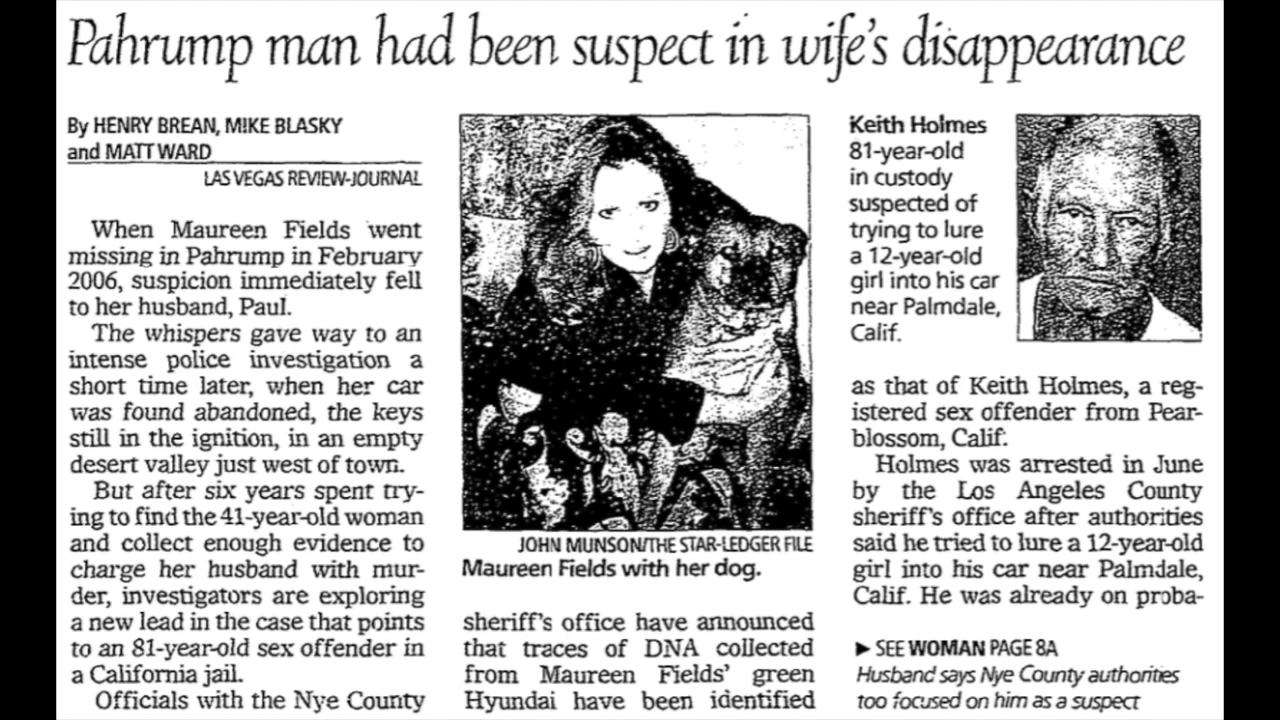 Pahrump man had been suspect in wife's disappearance
By HENRY BREAN, MIKE BLASKY
and MATT WARD
LAS VEGAS REVIEW-JOURNAL
When Maureen Fields went
missing in Pahrump in February
2006, suspicion immediately fell
to her husband, Paul.
The whispers gave way to an
intense police investigation a
short time later, when her car
was found abandoned, the keys
still in the ignition, in an empty
desert valley just west of town.
But after six years spent try-
ing to find the 41-year-old woman
and collect enough evidence to
charge her husband with mur-
der, investigators are exploring
a new lead in the case that points
to an 81-year-old sex offender in
a California jail.
Officials with the Nye County
JOHN MUNSON/THE STAR-LEDGER FILE
Maureen Fields with her dog.
sheriff's office have announced
that traces of DNA collected
from Maureen Fields' green
Hyundai have been identified
Keith Holmes
81-year-old
in custody
suspected of
trying to lure
a 12-year-old
girl into his car
near Palmdale,
Calif.
as that of Keith Holmes, a reg-
istered sex offender from Pear-
blossom, Calif.
Holmes was arrested in June
by the Los Angeles County
sheriff's office after authorities
said he tried to lure a 12-year-old
girl into his car near Palmdale,
Calif. He was already on proba-
▶ SEE WOMAN PAGE 8A
Husband says Nye County authorities
too focused on him as a suspect